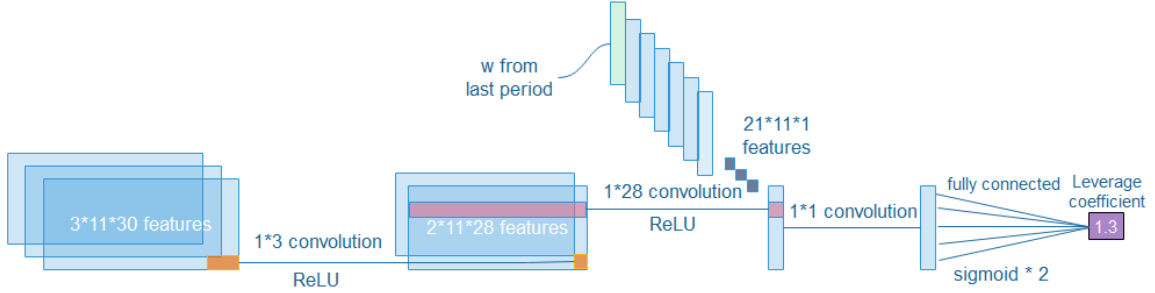 w from
last period
21*11*1
features
3*11*30 features
1*3 convolution
ReLU
2*11*28 features
1*28 convolution
ReLU
1*1 convolution
fully connected
sigmoid * 2
Leverage
coefficient
1.3